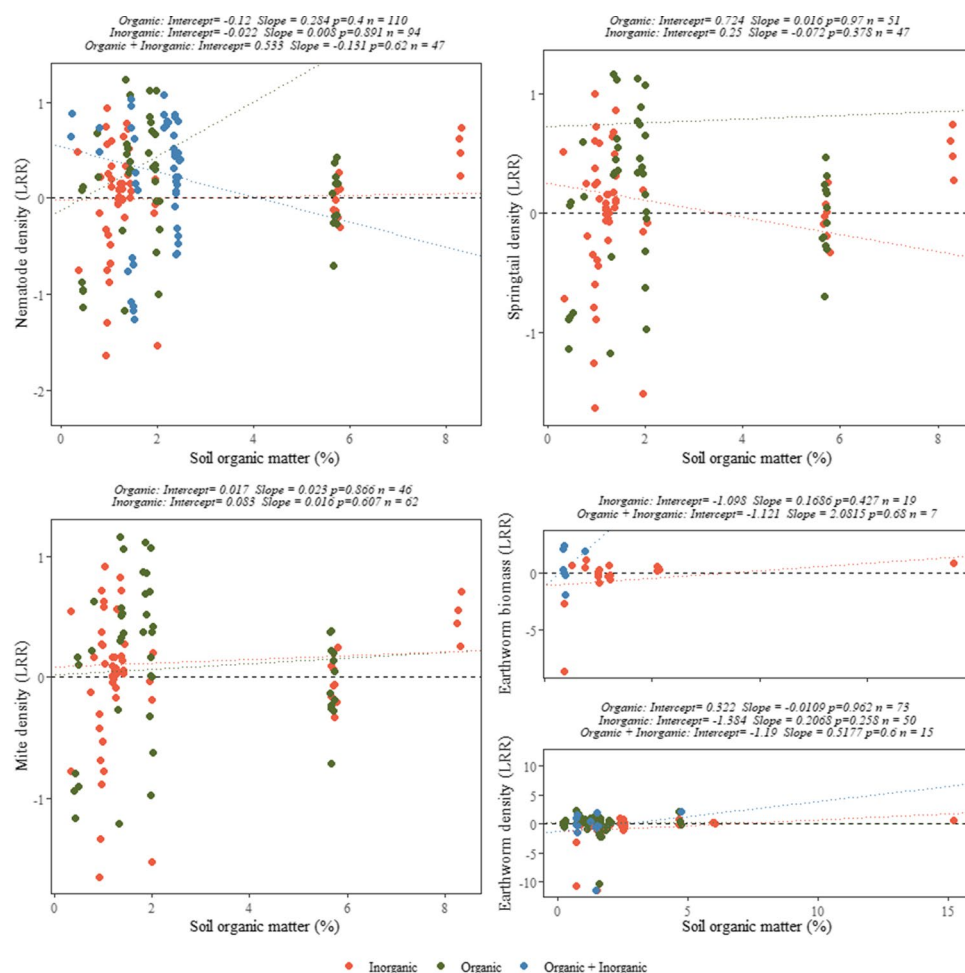 Organic: Intercept= -0.12 Slope = 0.284 p=0.4 n = 110
Inorganic: Intercept= -0.022 Slope = 0.008 p=0.891 n = 94
Organic + Inorganic: Intercept= 0.533 Slope = -0.131 p=0.62 n = 47
Nematode density (LRR)
1
0
-1
-2
0 2 4 6 8
Soil organic matter (%)
Organic: Intercept= 0.724 Slope = 0.016 p=0.97 n = 51
Inorganic: Intercept= 0.25 Slope = -0.072 p=0.378 n = 47
Springtail density (LRR)
1
0
-1
0 2 4 6 8
Soil organic matter (%)
Organic: Intercept= 0.017 Slope = 0.023 p=0.866 n = 46
Inorganic: Intercept= 0.083 Slope = 0.016 p=0.607 n = 62
Mite density (LRR)
1
0
-1
0 2 4 6 8
Soil organic matter (%)
Inorganic: Intercept= -1.098 Slope = 0.1686 p=0.427 n = 19
Organic + Inorganic: Intercept= -1.121 Slope = 2.0815 p=0.68 n = 7
Earthworm biomass (LRR)
0
-5
Organic: Intercept= 0.322 Slope = -0.0109 p=0.962 n = 73
Inorganic: Intercept= -1.384 Slope = 0.2068 p=0.258 n = 50
Organic + Inorganic: Intercept= -1.19 Slope = 0.5177 p=0.6 n = 15
Earthworm density (LRR)
10
5
0
-5
-10
0 5 10 15
Soil organic matter (%)
Inorganic Organic Organic + Inorganic